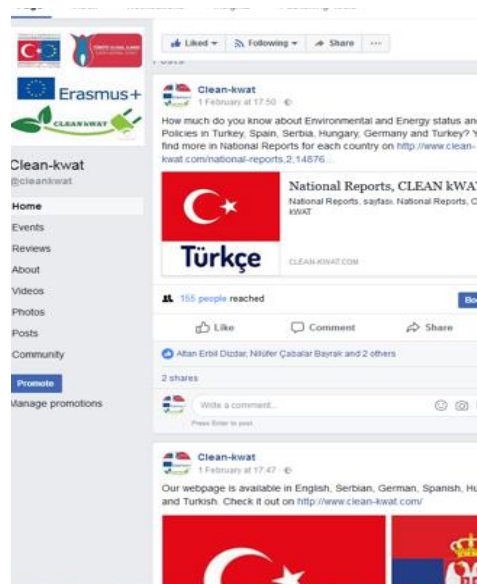 Liked
Following
Share
Erasmus+
CLEAN KWAT
Clean-kwat
@cleankwat
Home
Events
Reviews
About
Videos
Photos
Posts
Community
Promote
Manage promotions
Posts
Clean-kwat
1 February at 17:50
How much do you know about Environmental and Energy status an
Policies in Turkey, Spain, Serbia, Hungary, Germany and Turkey? Y
find more in National Reports for each country on http://www.clean-
kwat.com/national-reports,2,14876...
Türkçe
National Reports, CLEAN kWA
National Reports, sayfası. National Reports, C
kWAT
CLEAN-KWAT.COM
155 people reached
Bo
Like
Comment
Share
Altan Erbil Dizdar, Nilüfer Çabalar Bayrak and 2 others
2 shares
Write a comment...
Press Enter to post.
Clean-kwat
1 February at 17:47
Our webpage is available in English, Serbian, German, Spanish, Hu
and Turkish. Check it out on http://www.clean-kwat.com/